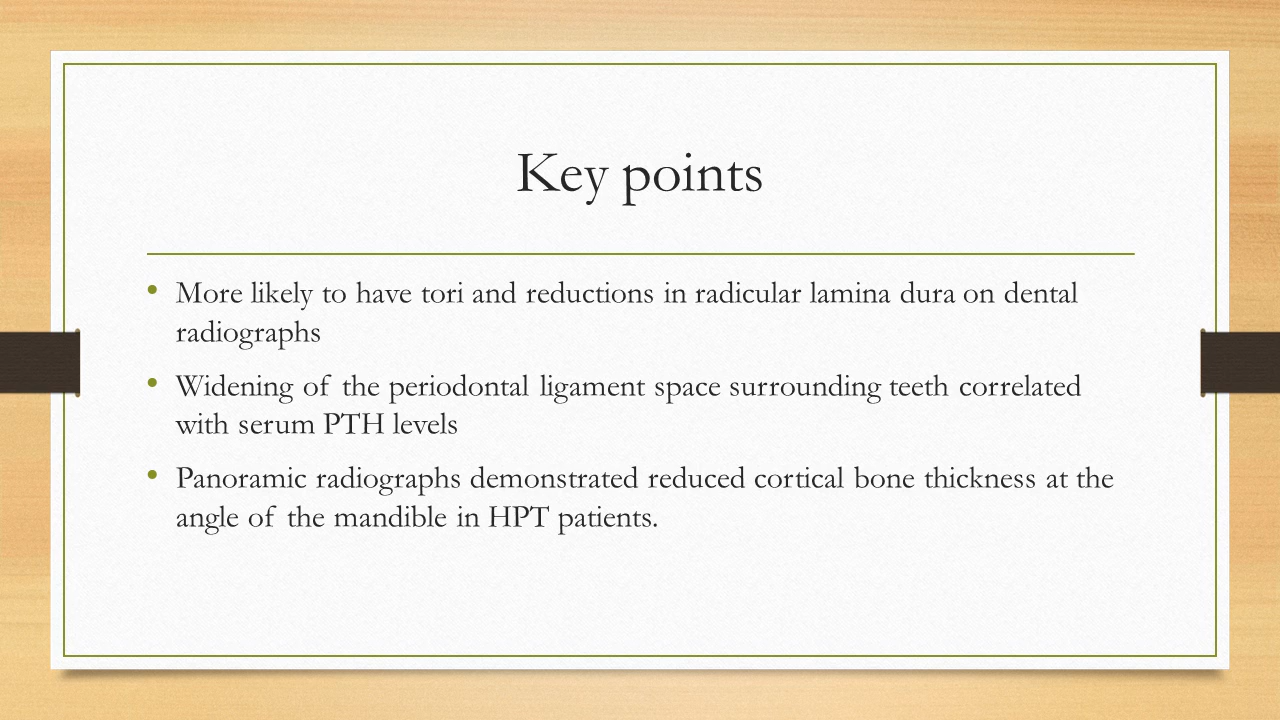 Key points
• More likely to have tori and reductions in radicular lamina dura on dental
radiographs
• Widening of the periodontal ligament space surrounding teeth correlated
with serum PTH levels
• Panoramic radiographs demonstrated reduced cortical bone thickness at the
angle of the mandible in HPT patients.